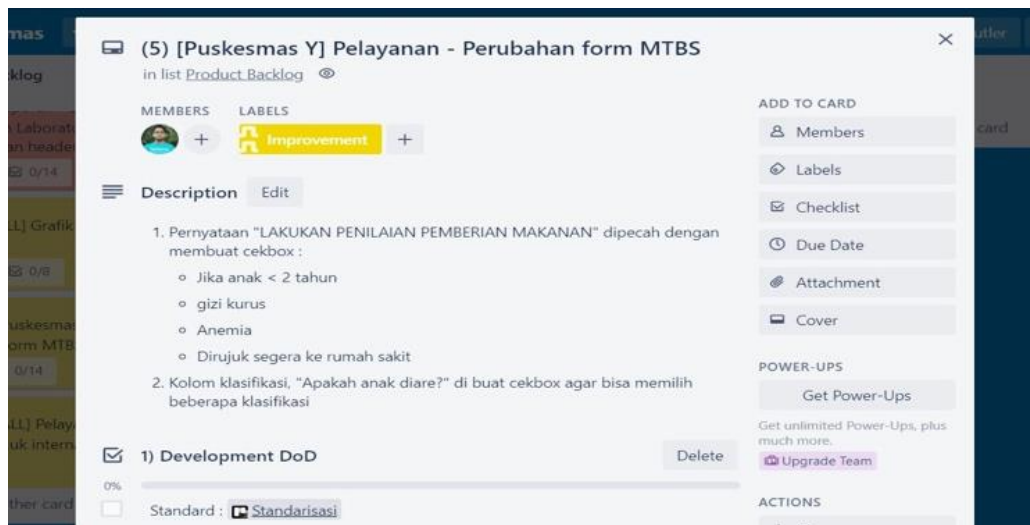 mas
utler
(5) [Puskesmas Y] Pelayanan - Perubahan form MTBS
in list Product Backlog
klog
MEMBERS LABELS
Improvement
Description Edit
1. Pernyataan "LAKUKAN PENILAIAN PEMBERIAN MAKANAN" dipecah dengan
membuat cekbox :
Jika anak < 2 tahun
gizi kurus
Anemia
Dirujuk segera ke rumah sakit
2. Kolom klasifikasi, "Apakah anak diare?" di buat cekbox agar bisa memilih
beberapa klasifikasi
1) Development DoD Delete
0%
Standard : Standarisasi
ADD TO CARD
Members
Labels
Checklist
Due Date
Attachment
Cover
POWER-UPS
Get Power-Ups
Get unlimited Power-Ups, plus
much more.
Upgrade Team
ACTIONS
Laborat
an heade
0/14
LL] Grafik
0/8
uskesmas
orm MTB
0/14
LL] Pelay
uk intern
ther card
card